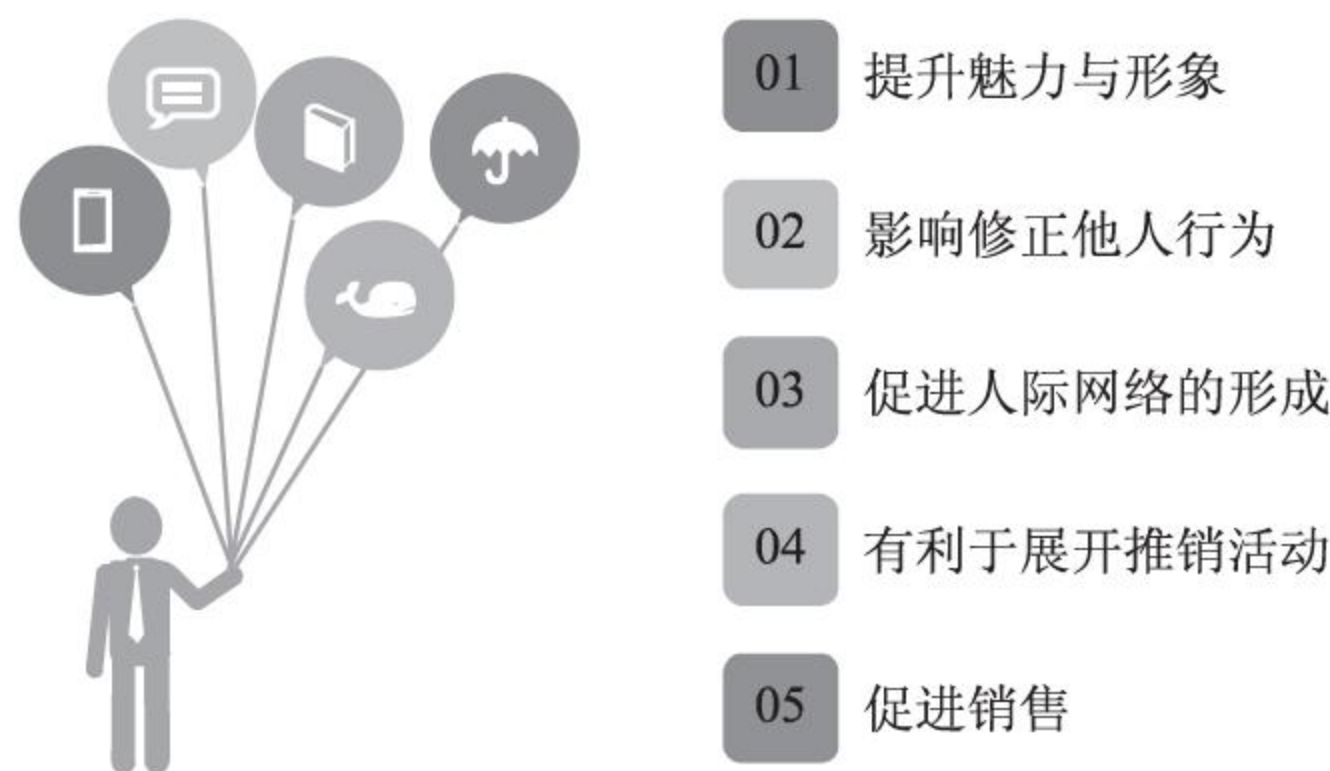 01 提升魅力与形象
02 影响修正他人行为
03 促进人际网络的形成
04 有利于展开推销活动
05 促进销售